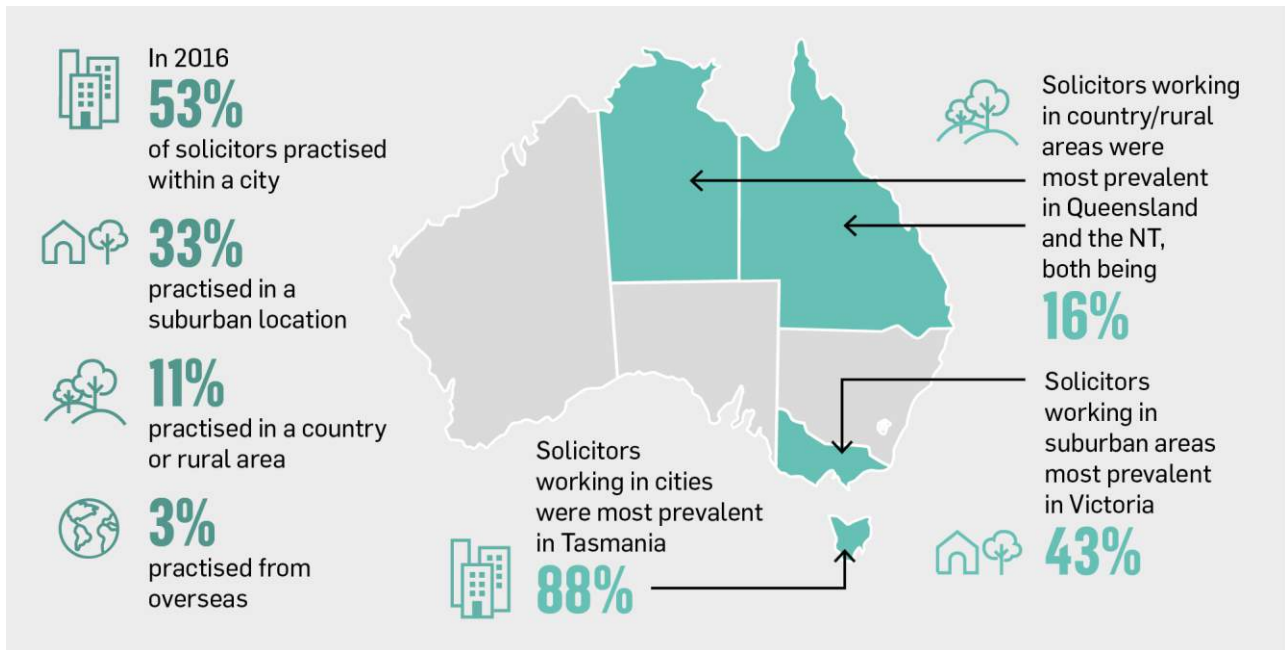 In 2016
53%
of solicitors practised
within a city
33%
practised in a
suburban location
11%
practised in a country
or rural area
3%
practised from
overseas
Solicitors
working in cities
were most prevalent
in Tasmania
88%
Solicitors working
in country/rural
areas were
most prevalent
in Queensland
and the NT,
both being
16%
Solicitors
working in
suburban areas
most prevalent
in Victoria
43%